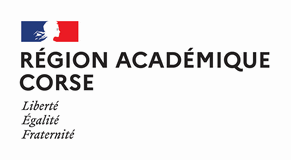 RÉGION ACADÉMIQUE
CORSE
Liberté
Égalité
Fraternité